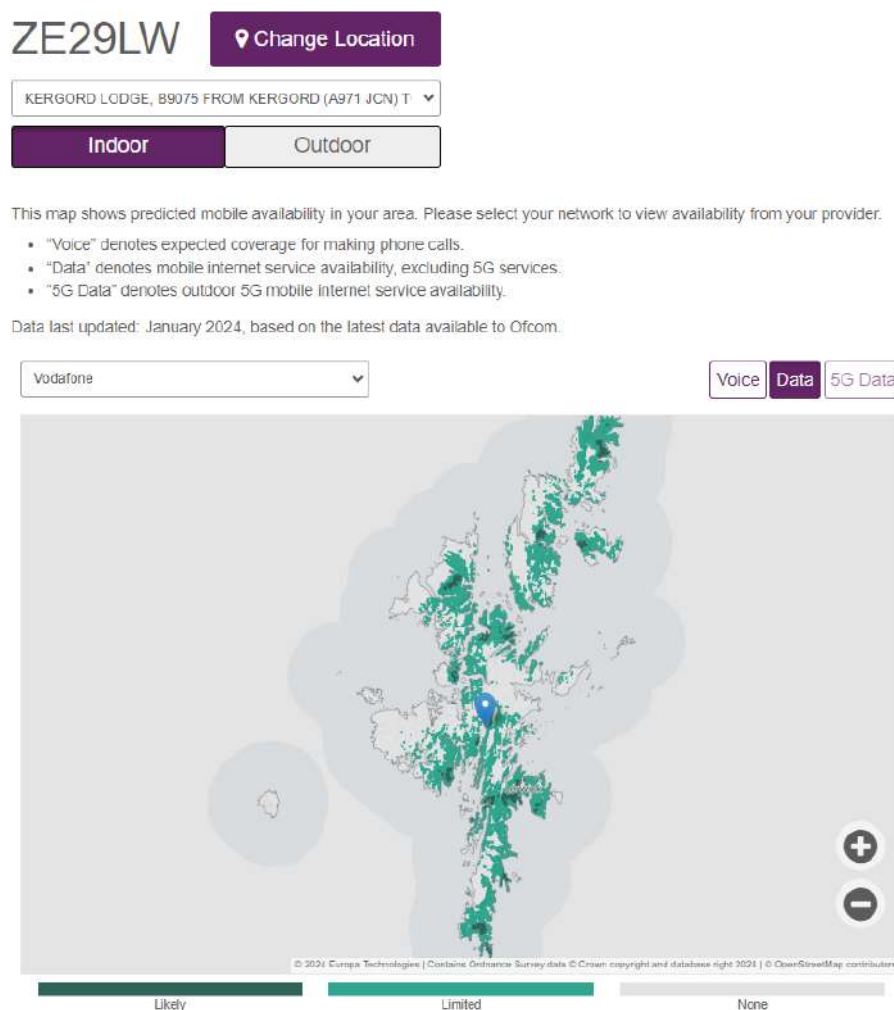 ZE29LW
Change Location
KERGORD LODGE, B9075 FROM KERGORD (A971 JCN) T
Indoor
Outdoor
This map shows predicted mobile availability in your area. Please select your network to view availability from your provider.
• “Voice” denotes expected coverage for making phone calls.
• “Data” denotes mobile internet service availability, excluding 5G services.
• “5G Data” denotes outdoor 5G mobile internet service availability.
Data last updated: January 2024, based on the latest data available to Ofcom.
Vodafone
Voice
Data
5G Data
© 2024 Europa Technologies | Contains Ordnance Survey data © Crown copyright and database right 2024 | © OpenStreetMap contributors
Likely
Limited
None